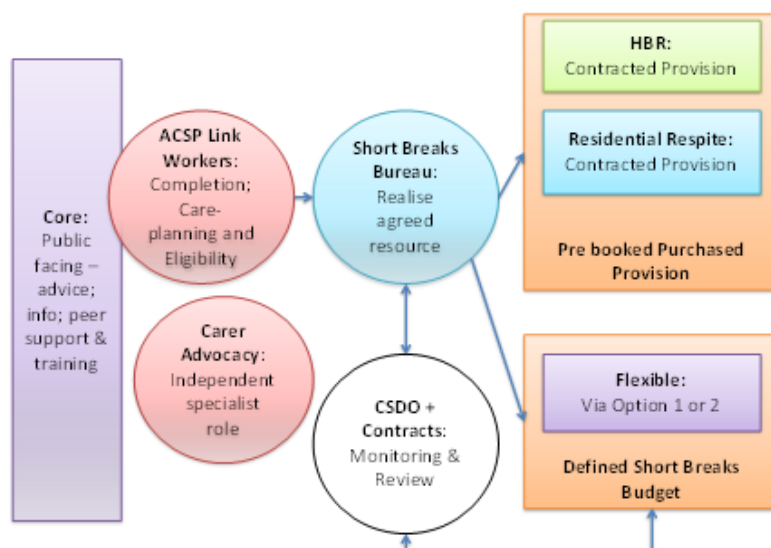 Core:
Public
facing –
advice;
info; peer
support &
training
ACSP Link
Workers:
Completion;
Care-
planning and
Eligibility
Carer
Advocacy:
Independent
specialist
role
Short Breaks
Bureau:
Realise
agreed
resource
CSDO +
Contracts:
Monitoring &
Review
HBR:
Contracted Provision
Residential Respite:
Contracted Provision
Pre booked Purchased
Provision
Flexible:
Via Option 1 or 2
Defined Short Breaks
Budget